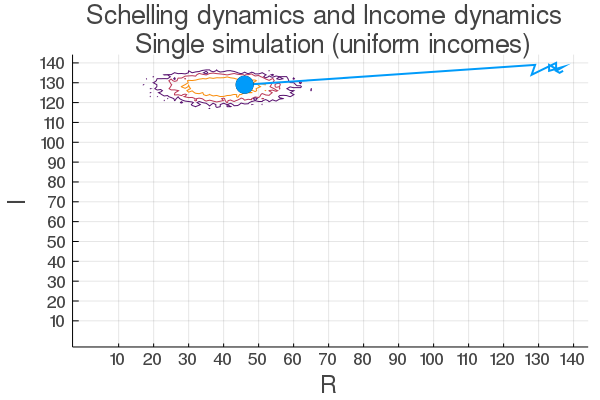 Schelling dynamics and Income dynamics
Single simulation (uniform incomes)
140
130
120
110
100
90
80
70
60
50
40
30
20
10
I
10 20 30 40 50 60 70 80 90 100 110 120 130 140
R